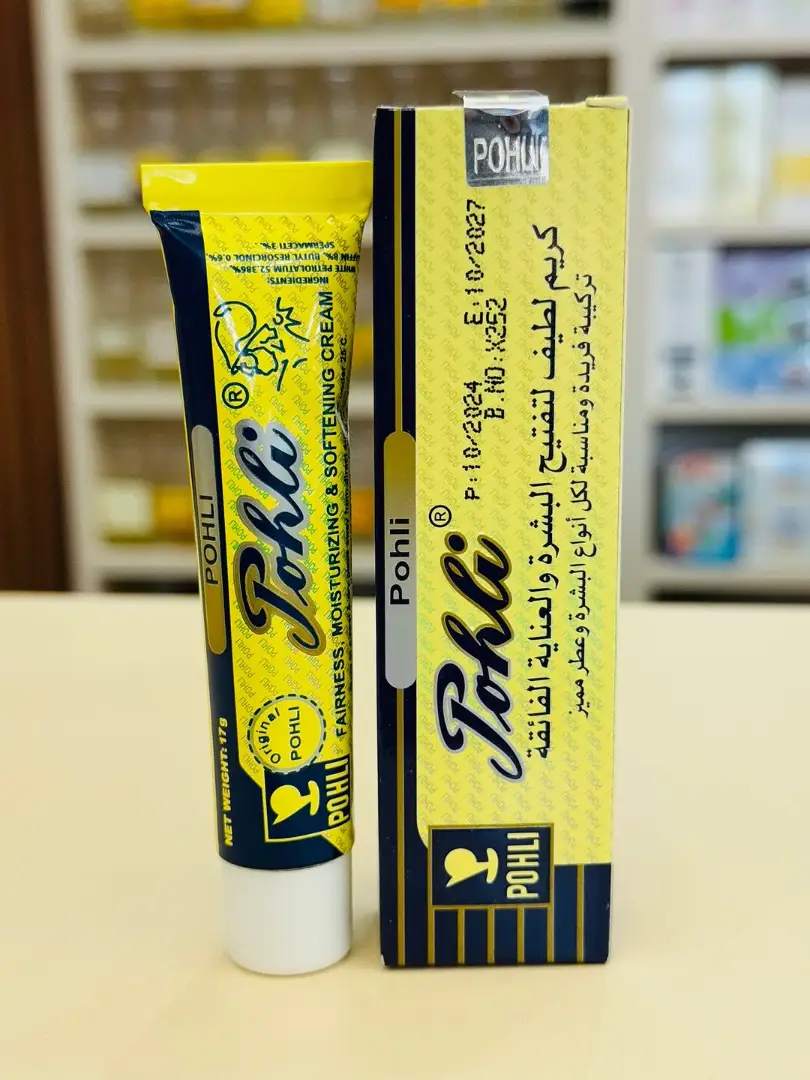 INGREDIENTS:
WHITE PETROLATUM 52.386%,
BUTYL RESORCINOL 0.6%,
SPERMACETI 3%,
POHLI
Pohli®
FAIRNESS, MOISTURIZING & SOFTENING CREAM
Original
POHLI
POHLI
NET WEIGHT: 17g
POHLI
P:10/2024 E:10/2027
B.NO:X252
Pohli
Pohli®
كريم لطيف لتفتيح البشرة والعناية الفائقة
تركيبة فريدة ومناسبة لكل أنواع البشرة وعطر مميز
POHLI